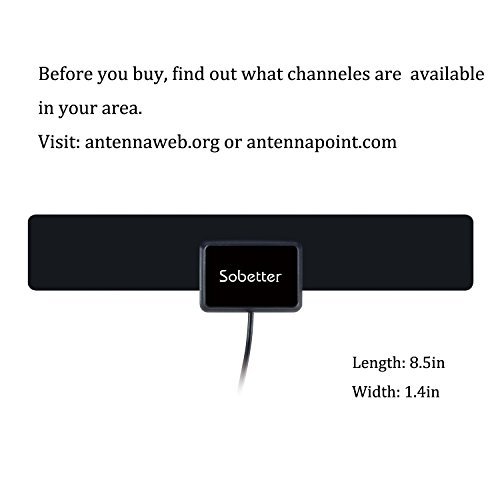 Before you buy, find out what channeles are available
in your area.
Visit: antennaweb.org or antennapoint.com
Sobetter
Length: 8.5in
Width: 1.4in